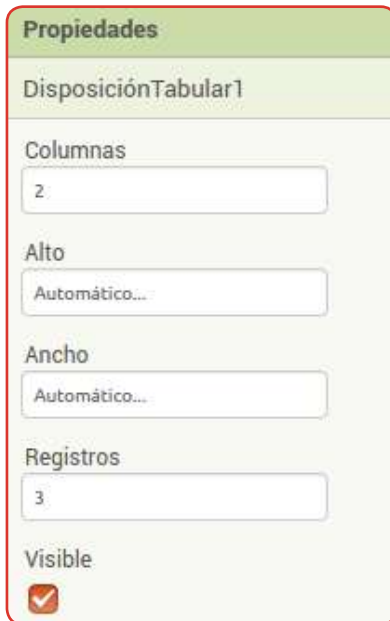 Propiedades
DisposiciónTabular1
Columnas
2
Alto
Automático...
Ancho
Automático...
Registros
3
Visible